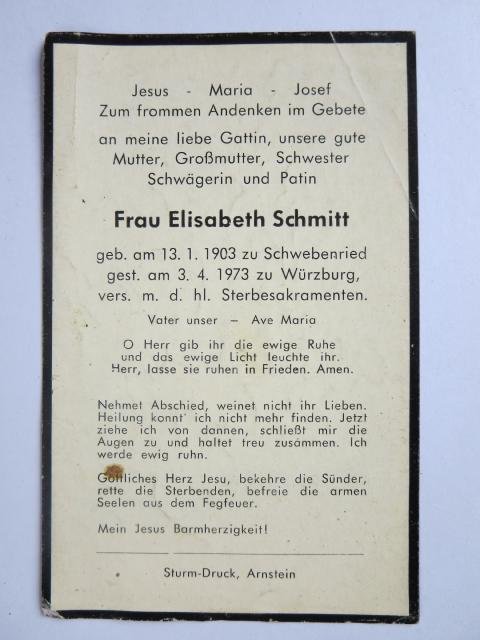 Jesus - Maria - Josef
Zum frommen Andenken im Gebete
an meine liebe Gattin, unsere gute
Mutter, Großmutter, Schwester
Schwägerin und Patin
Frau Elisabeth Schmitt
geb. am 13. 1. 1903 zu Schwebenried
gest. am 3. 4. 1973 zu Würzburg,
vers. m. d. hl. Sterbesakramenten.
Vater unser – Ave Maria
O Herr gib ihr die ewige Ruhe
und das ewige Licht leuchte ihr.
Herr, lasse sie ruhen in Frieden. Amen.
Nehmet Abschied, weinet nicht ihr Lieben.
Heilung konnt' ich nicht mehr finden. Jetzt
ziehe ich von dannen, schließt mir die
Augen zu und haltet treu zusammen. Ich
werde ewig ruhn.
Göttliches Herz Jesu, bekehre die Sünder,
rette die Sterbenden, befreie die armen
Seelen aus dem Fegfeuer.
Mein Jesus Barmherzigkeit!
Sturm-Druck, Arnstein